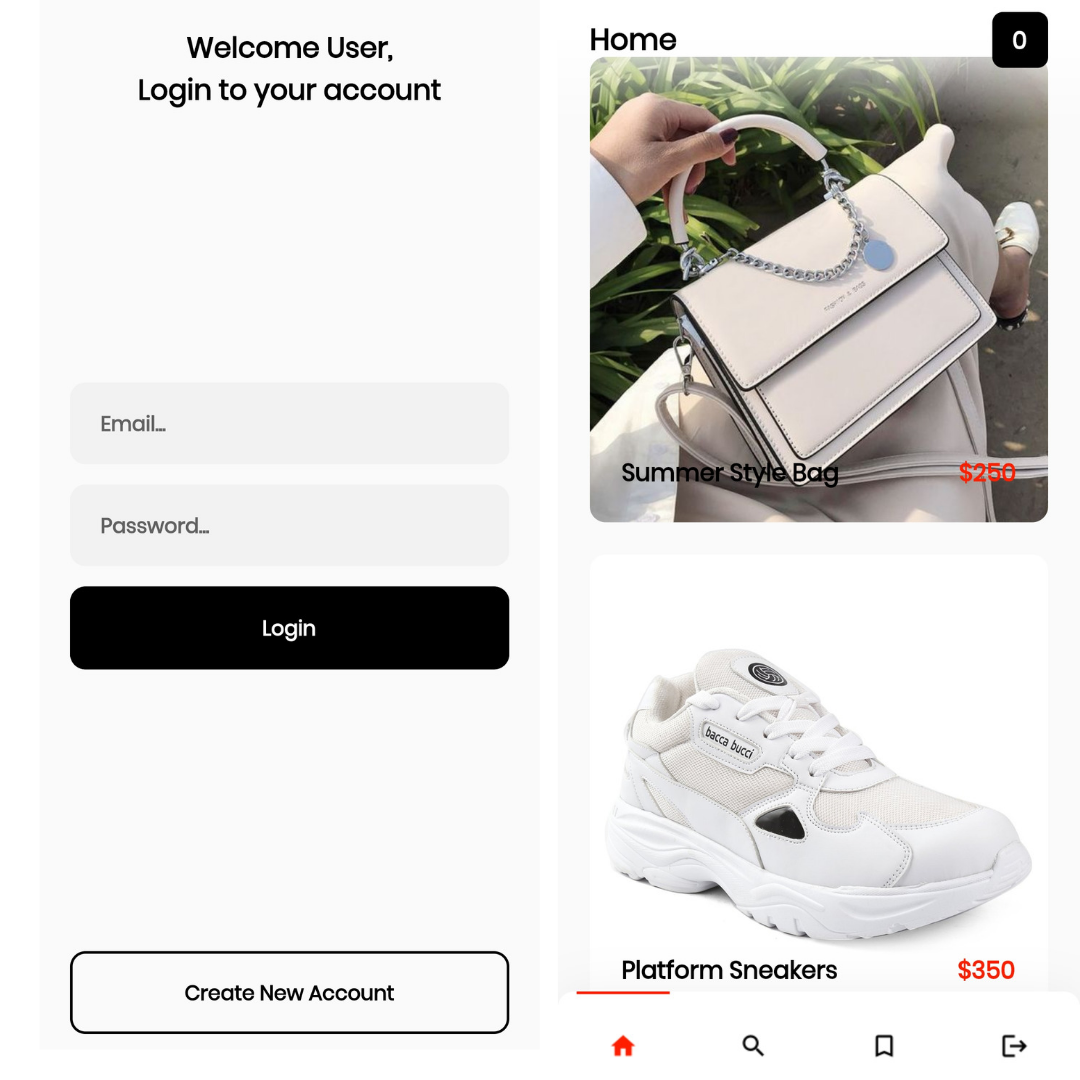 Welcome User,
Login to your account
Email...
Password...
Login
Create New Account
Home
0
Summer Style Bag
$250
bacca bucci
Platform Sneakers
$350